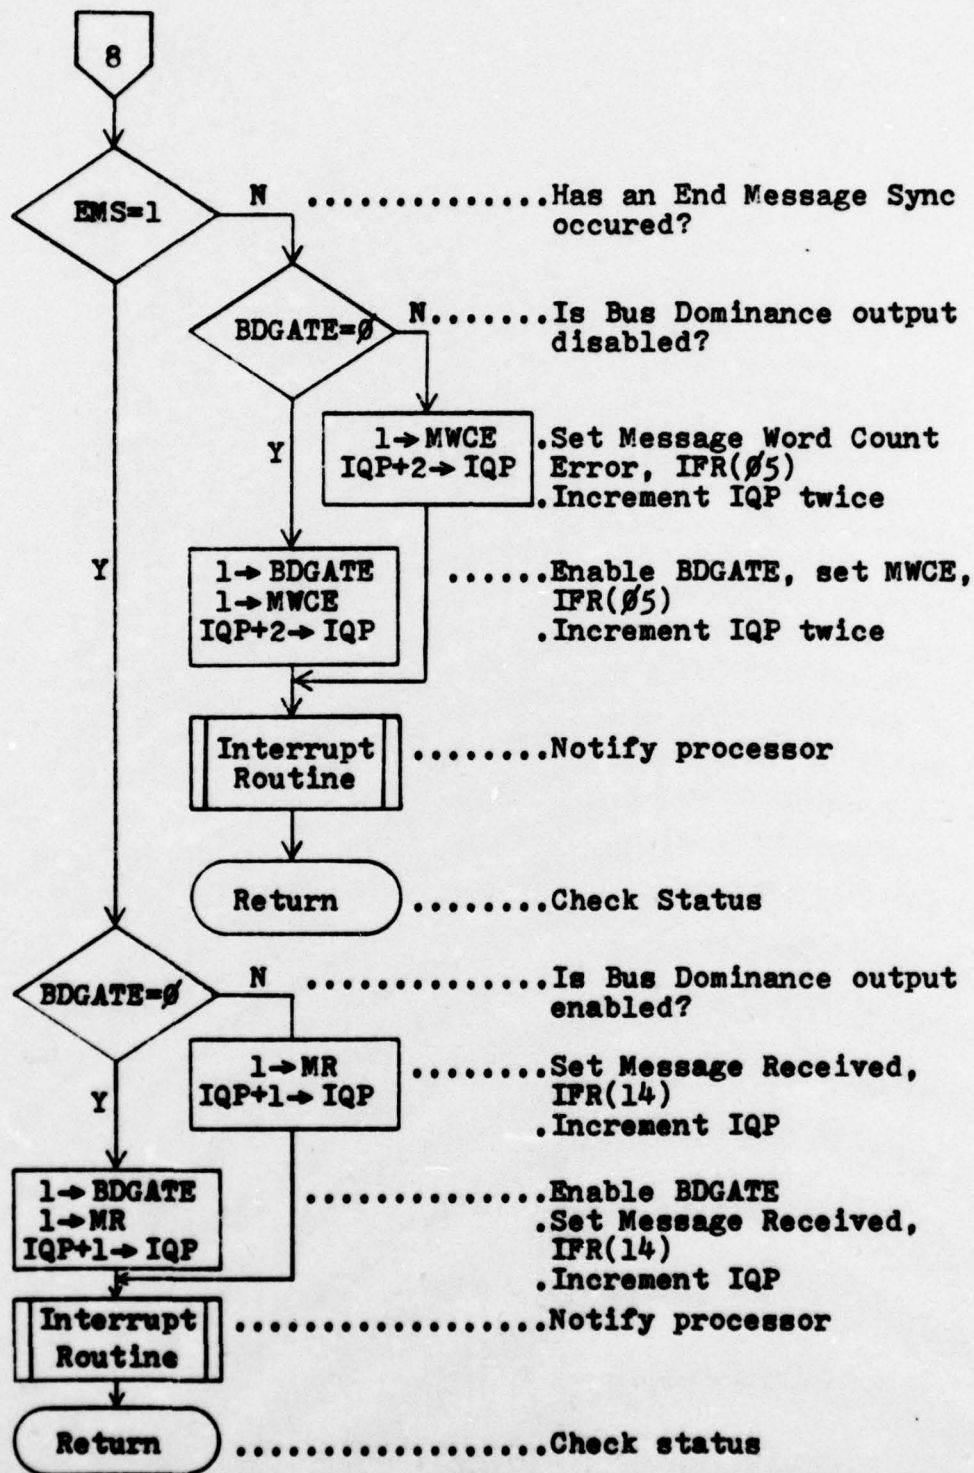 8
EMS=1
N ..............Has an End Message Sync
occured?
BDGATE=Ø
N.......Is Bus Dominance output
disabled?
Y
1→MWCE
IQP+2→IQP
.Set Message Word Count
Error, IFR(Ø5)
.Increment IQP twice
Y
1→BDGATE
1→MWCE
IQP+2→IQP
......Enable BDGATE, set MWCE,
IFR(Ø5)
.Increment IQP twice
Interrupt
Routine
........Notify processor
Return
........Check Status
BDGATE=Ø
N ..............Is Bus Dominance output
enabled?
Y
1→MR
IQP+1→IQP
........Set Message Received,
IFR(14)
.Increment IQP
1→BDGATE
1→MR
IQP+1→IQP
..............Enable BDGATE
.Set Message Received,
IFR(14)
.Increment IQP
Interrupt
Routine
..................Notify processor
Return
..................Check status